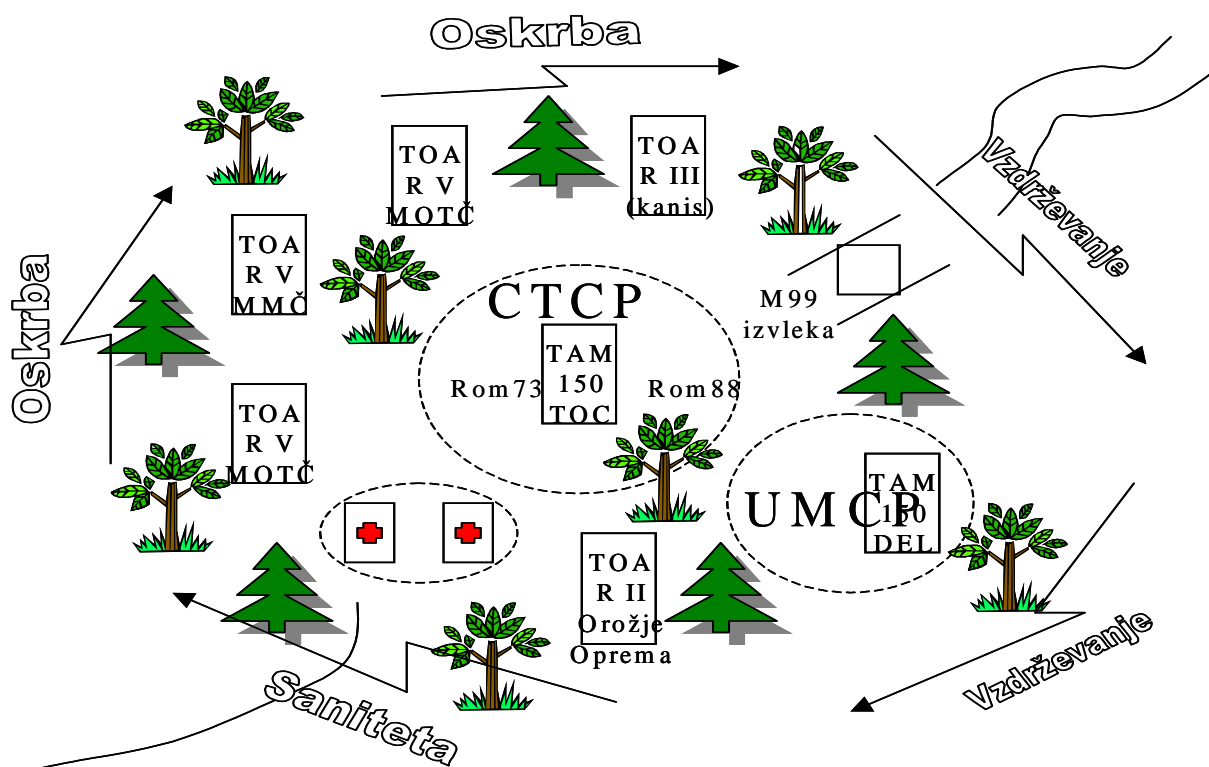 Oskrba
TOA
R V
MOTČ
TOA
R III
(kanis)
Vzdrževanje
TOA
R V
MMČ
Oskrba
CTCP
M99
izvleka
TAM
150
TOC
Rom73
Rom88
TOA
R V
MOTČ
UMCP
TAM
150
DEL
TOA
R II
Orožje
Oprema
Vzdrževanje
Saniteta